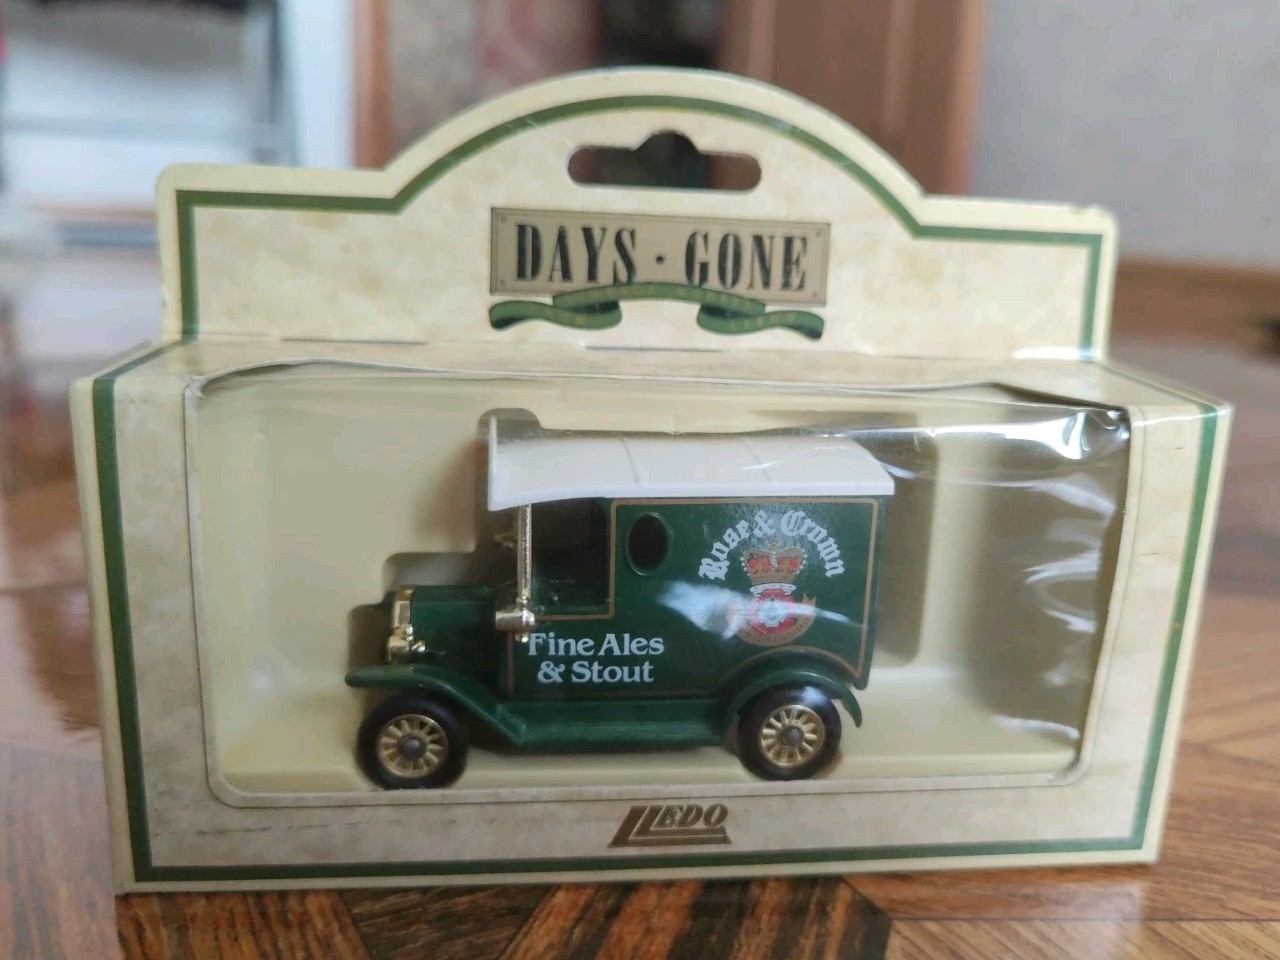 DAYS · GONE
Rose & Crown
Fine Ales
& Stout
LLEDO